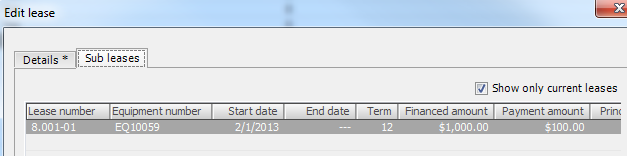 Edit lease
Details * Sub leases
Show only current leases
Lease number Equipment number Start date End date Term Financed amount Payment amount Princ
8.001-01 EQ10059 2/1/2013 --- 12 $1,000.00 $100.00